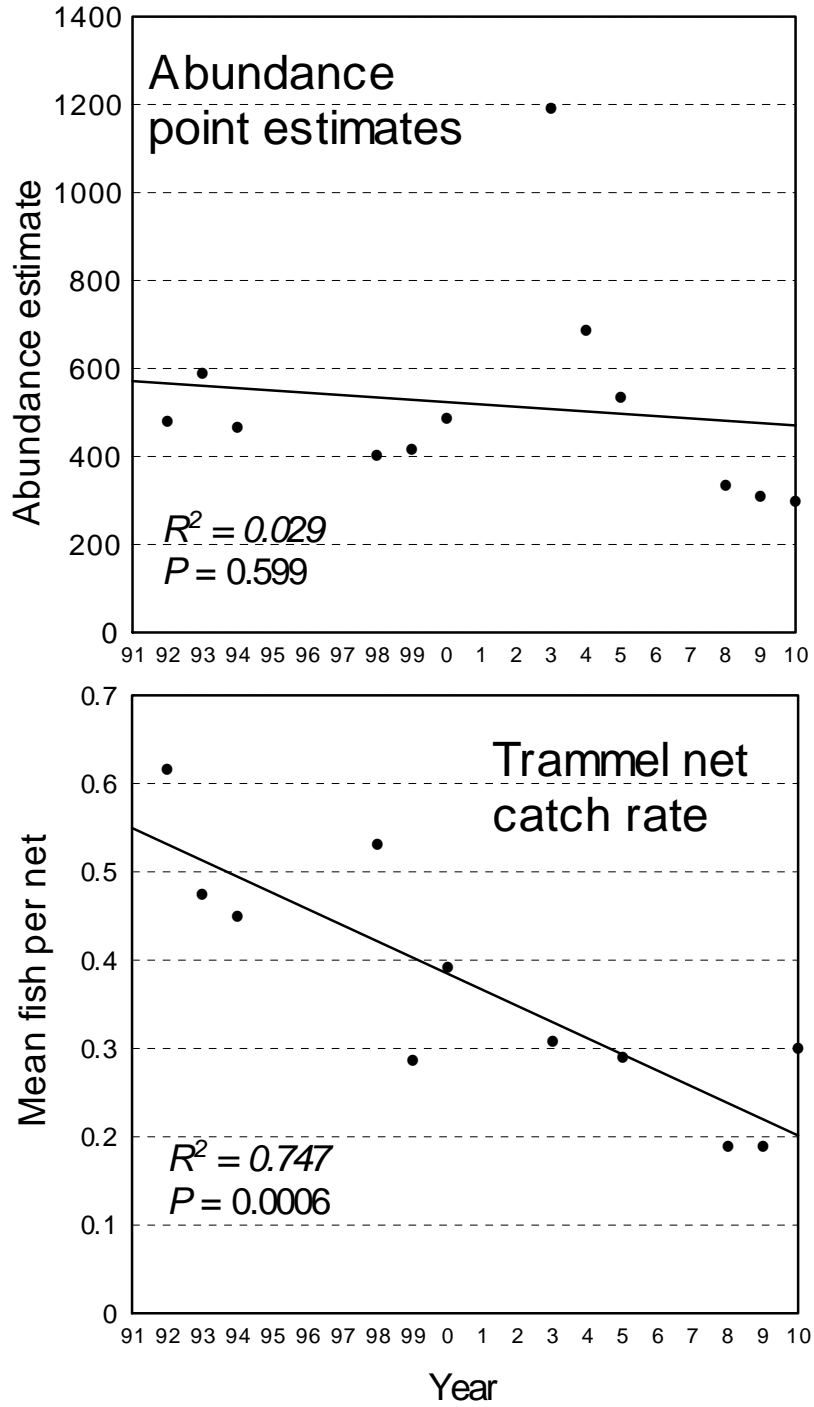 1400
Abundance
point estimates
1200
1000
800
600
400
200
0
Abundance estimate
R² = 0.029
P = 0.599
91 92 93 94 95 96 97 98 99 0 1 2 3 4 5 6 7 8 9 10
0.7
Trammel net
catch rate
0.6
0.5
0.4
0.3
0.2
0.1
0
Mean fish per net
R² = 0.747
P = 0.0006
91 92 93 94 95 96 97 98 99 0 1 2 3 4 5 6 7 8 9 10
Year